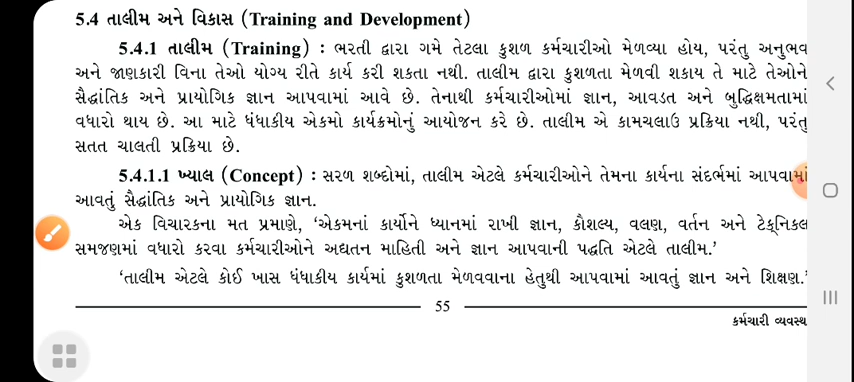 5.4 તાલીમ અને વિકાસ (Training and Development)
5.4.1 તાલીમ (Training) : ભરતી દ્વારા ગમે તેટલા કુશળ કર્મચારીઓ મેળવ્યા હોય, પરંતુ અનુભવ
અને જાણકારી વિના તેઓ યોગ્ય રીતે કાર્ય કરી શકતા નથી. તાલીમ દ્વારા કુશળતા મેળવી શકાય તે માટે તેઓને
સૈદ્ધાંતિક અને પ્રાયોગિક જ્ઞાન આપવામાં આવે છે. તેનાથી કર્મચારીઓમાં જ્ઞાન, આવડત અને બુદ્ધિક્ષમતામાં
વધારો થાય છે. આ માટે ધંધાકીય એકમો કાર્યક્રમોનું આયોજન કરે છે. તાલીમ એ કામચલાઉ પ્રક્રિયા નથી, પરંતુ
સતત ચાલતી પ્રક્રિયા છે.
5.4.1.1 ખ્યાલ (Concept) : સરળ શબ્દોમાં, તાલીમ એટલે કર્મચારીઓને તેમના કાર્યના સંદર્ભમાં આપવામાં
આવતું સૈદ્ધાંતિક અને પ્રાયોગિક જ્ઞાન.
એક વિચારકના મત પ્રમાણે, ‘એકમનાં કાર્યોને ધ્યાનમાં રાખી જ્ઞાન, કૌશલ્ય, વલણ, વર્તન અને ટેક્નિકલ
સમજણમાં વધારો કરવા કર્મચારીઓને અદ્યતન માહિતી અને જ્ઞાન આપવાની પદ્ધતિ એટલે તાલીમ.’
‘તાલીમ એટલે કોઈ ખાસ ધંધાકીય કાર્યમાં કુશળતા મેળવવાના હેતુથી આપવામાં આવતું જ્ઞાન અને શિક્ષણ.’
55
કર્મચારી વ્યવસ્થ